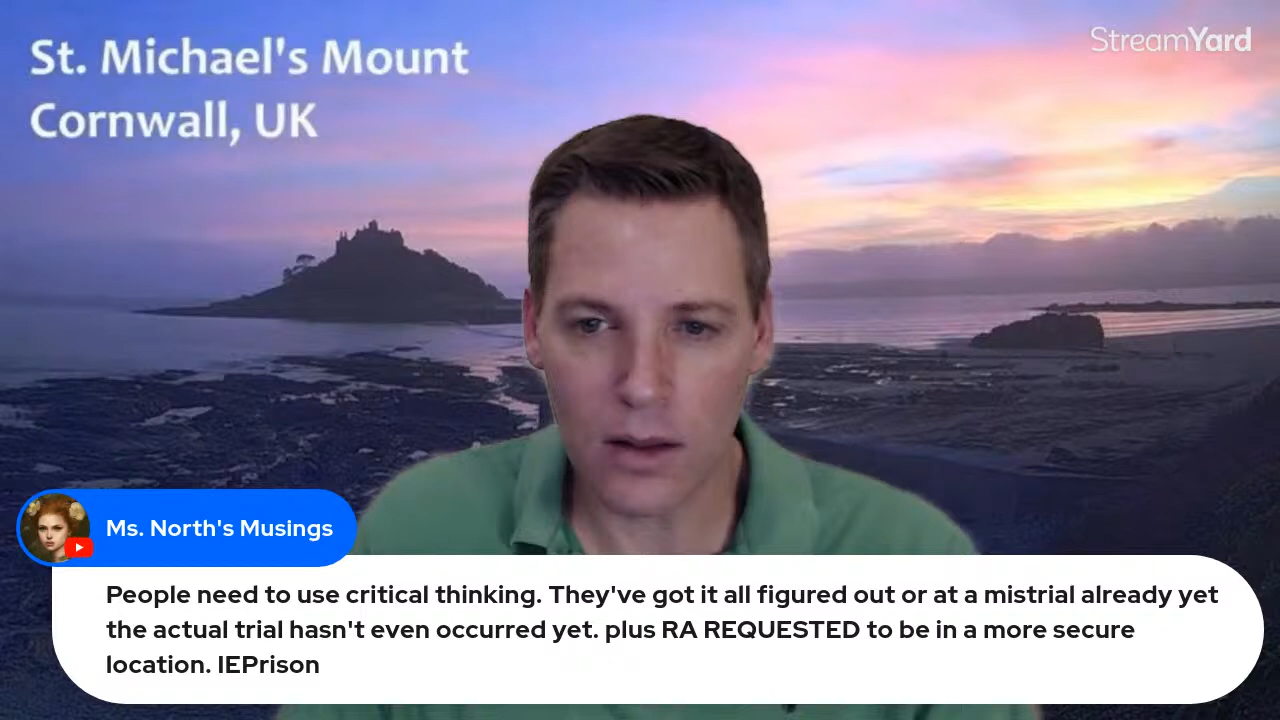 St. Michael's Mount
Cornwall, UK
StreamYard
Ms. North's Musings
People need to use critical thinking. They've got it all figured out or at a mistrial already yet
the actual trial hasn't even occurred yet. plus RA REQUESTED to be in a more secure
location. IEPrison